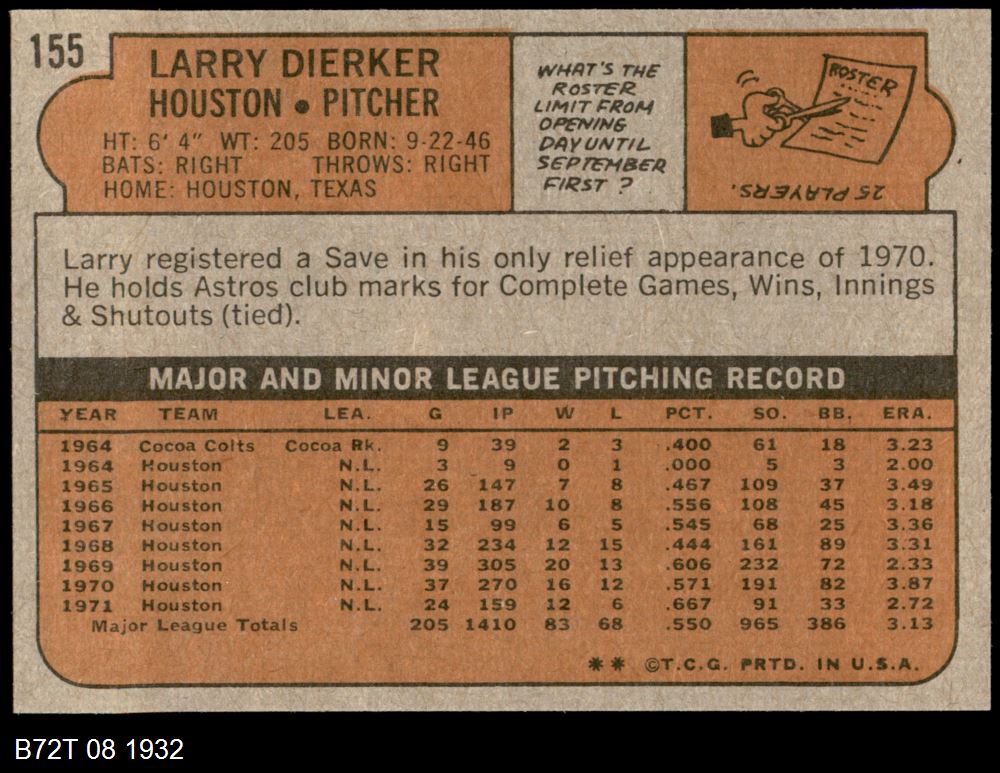 155
LARRY DIERKER
HOUSTON • PITCHER
HT: 6' 4" WT: 205 BORN: 9-22-46
BATS: RIGHT THROWS: RIGHT
HOME: HOUSTON, TEXAS
WHAT'S THE
ROSTER
LIMIT FROM
OPENING
DAY UNTIL
SEPTEMBER
FIRST ?
ROSTER
25 PLAYERS.
Larry registered a Save in his only relief appearance of 1970.
He holds Astros club marks for Complete Games, Wins, Innings
& Shutouts (tied).
MAJOR AND MINOR LEAGUE PITCHING RECORD
YEAR TEAM LEA. G IP W L PCT. SO. BB. ERA.
1964 Cocoa Colts Cocoa Rk. 9 39 2 3 .400 61 18 3.23
1964 Houston N.L. 3 9 0 1 .000 5 3 2.00
1965 Houston N.L. 26 147 7 8 .467 109 37 3.49
1966 Houston N.L. 29 187 10 8 .556 108 45 3.18
1967 Houston N.L. 15 99 6 5 .545 68 25 3.36
1968 Houston N.L. 32 234 12 15 .444 161 89 3.31
1969 Houston N.L. 39 305 20 13 .606 232 72 2.33
1970 Houston N.L. 37 270 16 12 .571 191 82 3.87
1971 Houston N.L. 24 159 12 6 .667 91 33 2.72
Major League Totals 205 1410 83 68 .550 965 386 3.13
** ©T.C.G. PRTD. IN U.S.A.
B72T 08 1932